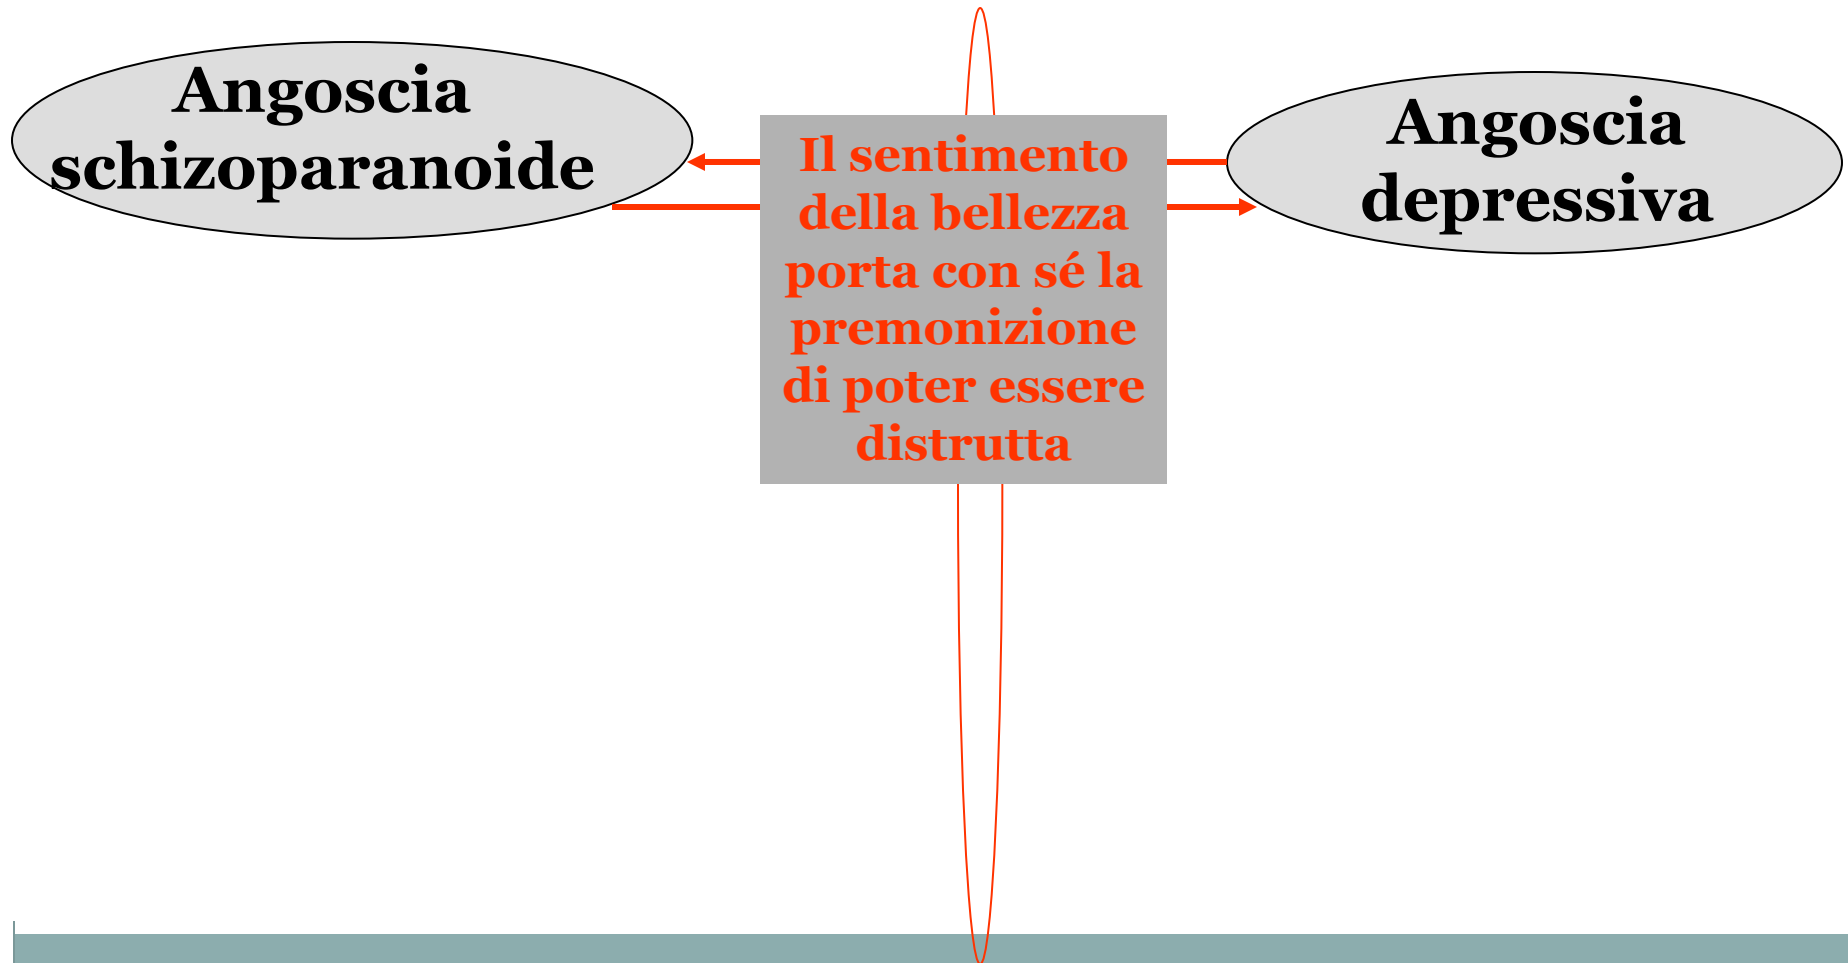 Angoscia
schizoparanoide
Il sentimento
della bellezza
porta con sé la
premonizione
di poter essere
distrutta
Angoscia
depressiva